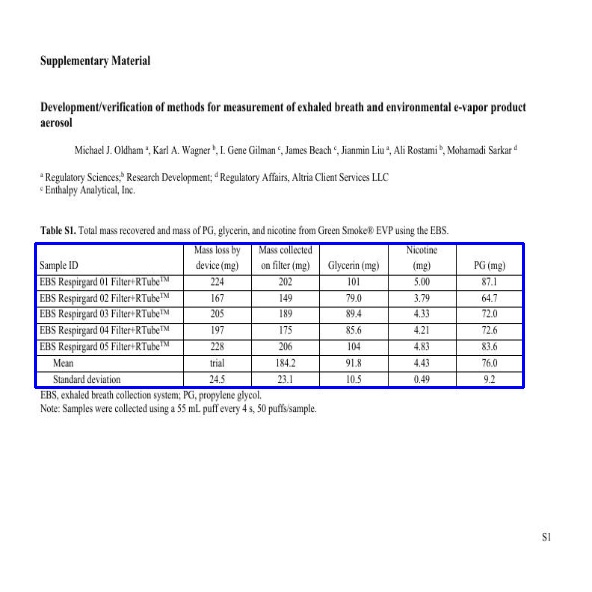 Supplementary Material
Development/verification of methods for measurement of exhaled breath and environmental e-vapor product
aerosol
Michael J. Oldham ᵃ, Karl A. Wagner ᵇ, I. Gene Gilman ᶜ, James Beach ᶜ, Jianmin Liu ᵃ, Ali Rostami ᵇ, Mohamadi Sarkar ᵈ
ᵃ Regulatory Sciences;ᵇ Research Development; ᵈ Regulatory Affairs, Altria Client Services LLC
ᶜ Enthalpy Analytical, Inc.
Table S1. Total mass recovered and mass of PG, glycerin, and nicotine from Green Smoke® EVP using the EBS.
Sample ID Mass loss by device (mg) Mass collected on filter (mg) Glycerin (mg) Nicotine (mg) PG (mg)
EBS Respirgard 01 Filter+RTube™ 224 202 101 5.00 87.1
EBS Respirgard 02 Filter+RTube™ 167 149 79.0 3.79 64.7
EBS Respirgard 03 Filter+RTube™ 205 189 89.4 4.33 72.0
EBS Respirgard 04 Filter+RTube™ 197 175 85.6 4.21 72.6
EBS Respirgard 05 Filter+RTube™ 228 206 104 4.83 83.6
Mean trial 184.2 91.8 4.43 76.0
Standard deviation 24.5 23.1 10.5 0.49 9.2
EBS, exhaled breath collection system; PG, propylene glycol.
Note: Samples were collected using a 55 mL puff every 4 s, 50 puffs/sample.
S1